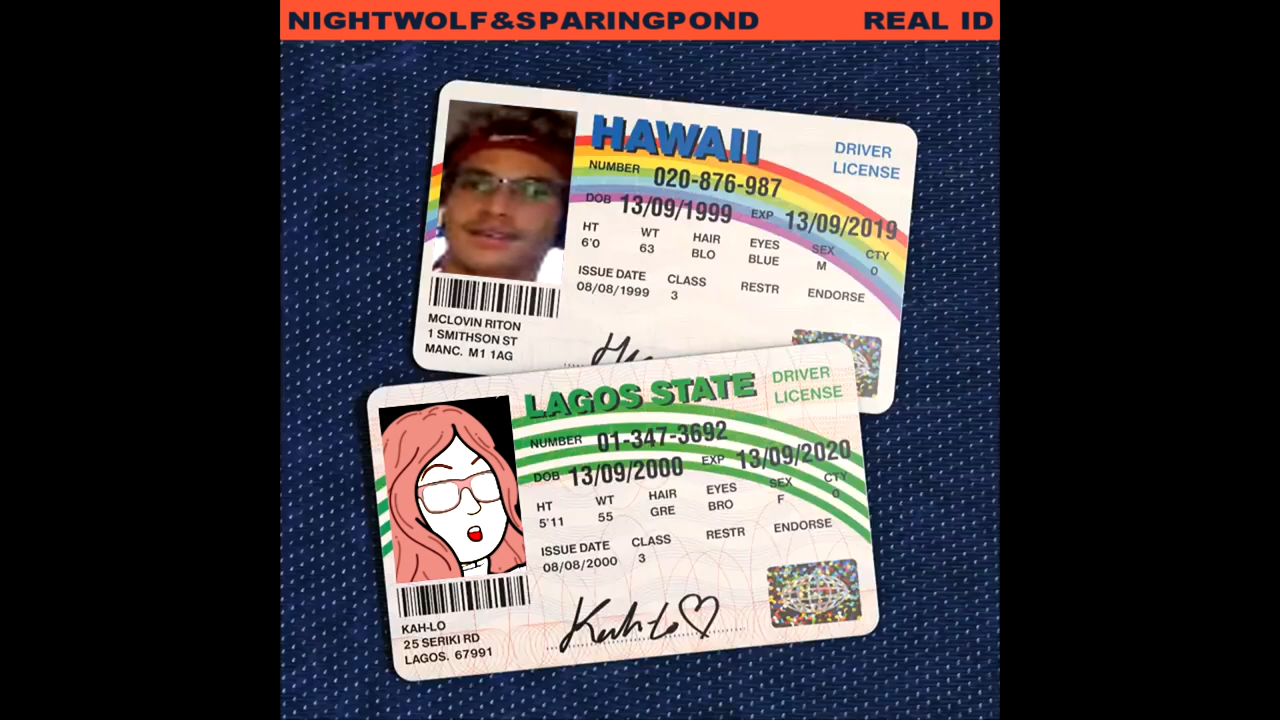 NIGHTWOLF&SPARINGPOND REAL ID
HAWAII
DRIVER
LICENSE
NUMBER 020-876-987
DOB 13/09/1999 EXP 13/09/2019
HT WT HAIR EYES SEX CTY
6'0 63 BLO BLUE M 0
ISSUE DATE CLASS RESTR ENDORSE
08/08/1999 3
MCLOVIN RITON
1 SMITHSON ST
MANC. M1 1AG
LAGOS STATE
DRIVER
LICENSE
NUMBER 01-347-3692
DOB 13/09/2000 EXP 13/09/2020
HT WT HAIR EYES SEX CTY
5'11 55 GRE BRO F 0
ISSUE DATE CLASS RESTR ENDORSE
08/08/2000 3
KAH-LO
25 SERIKI RD
LAGOS. 67991
Kah-Lo